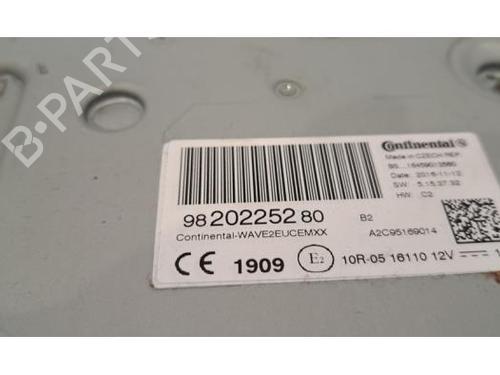 Continental
Made in CZECH REP.
Date: 2016-11-12
SW: 5.15.37.32
HW: C2
98 202252 80
B2
Continental-WAVE2EUCEMXX
A2C95169014
CE 1909 E2 10R-05 16110 12V
B-Parts